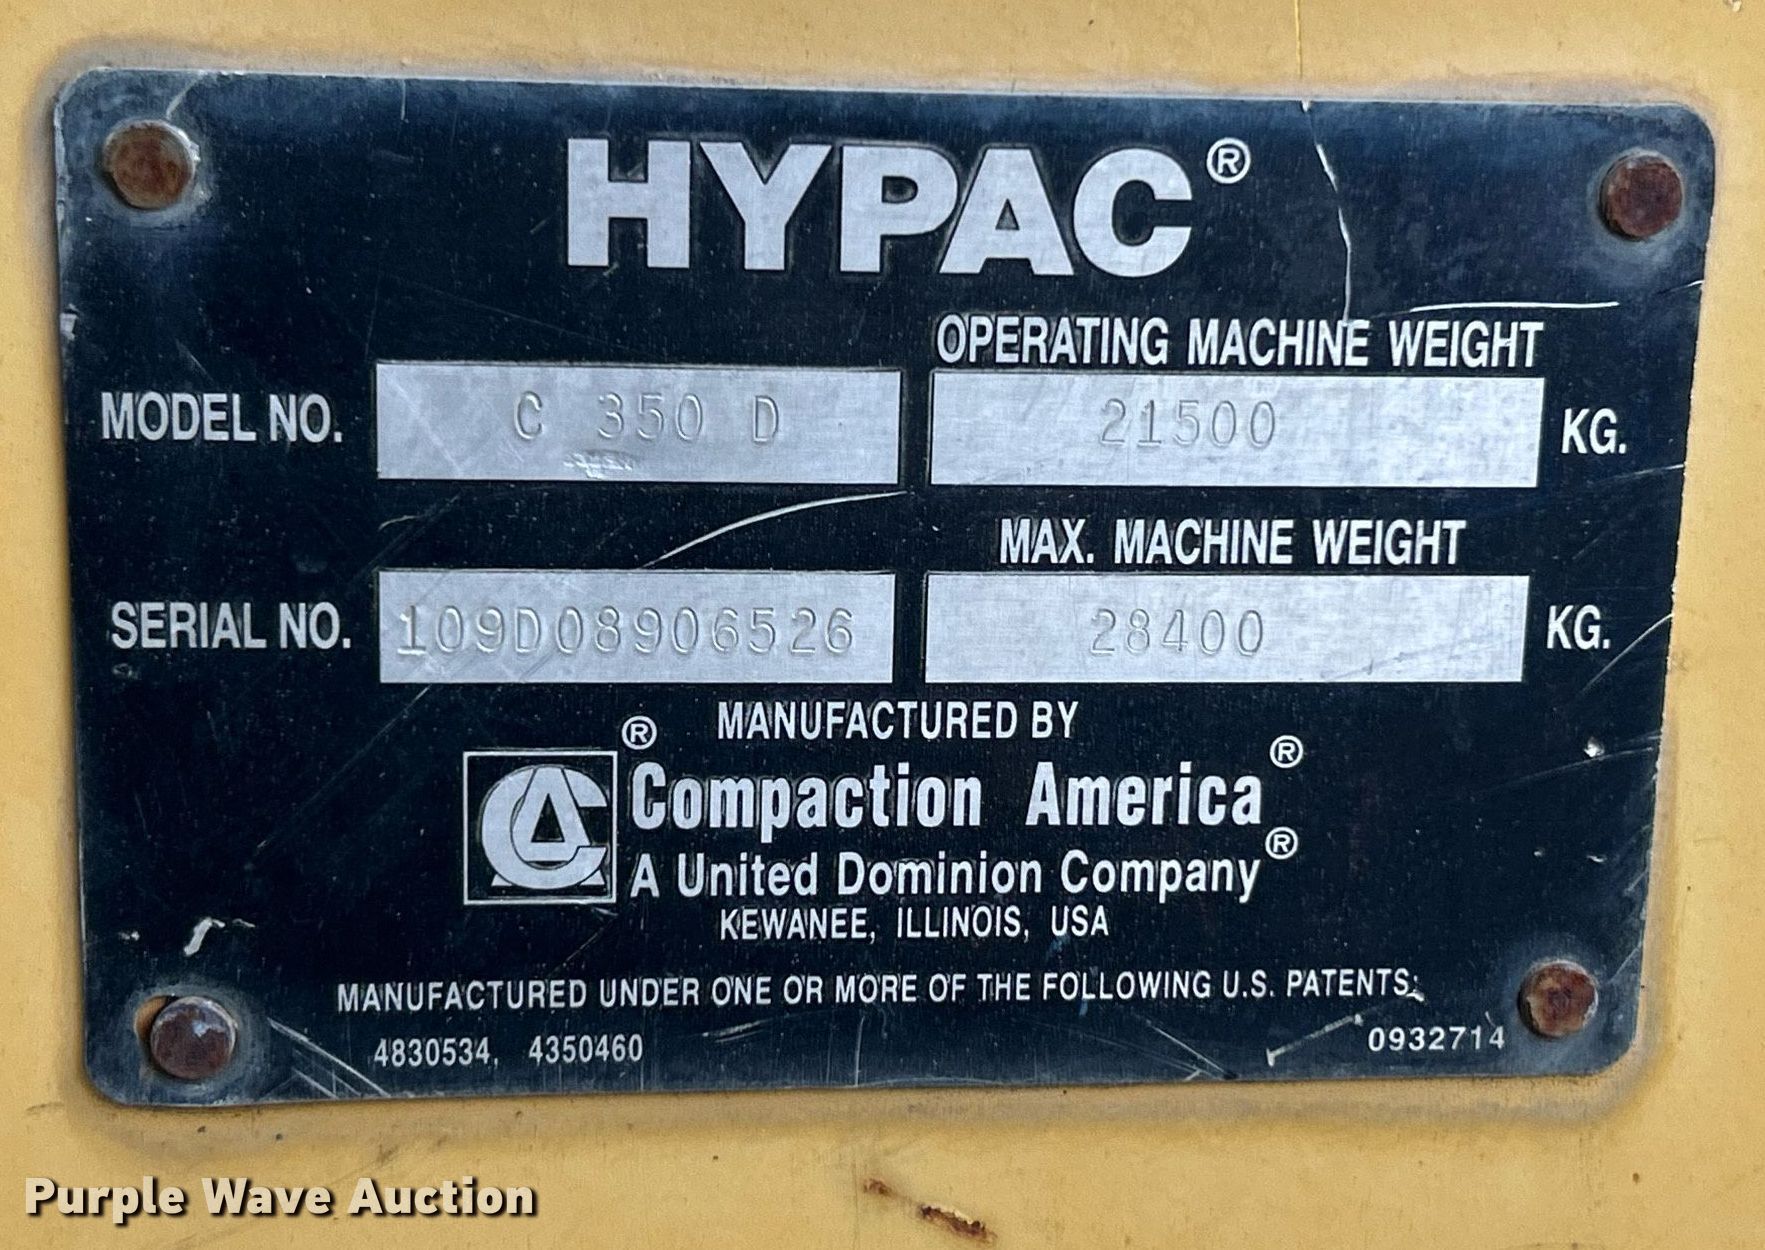 HYPAC®
OPERATING MACHINE WEIGHT
MODEL NO. C 350 D 21500 KG.
MAX. MACHINE WEIGHT
SERIAL NO. 109D08906526 28400 KG.
MANUFACTURED BY
® Compaction America®
A United Dominion Company®
KEWANEE, ILLINOIS, USA
MANUFACTURED UNDER ONE OR MORE OF THE FOLLOWING U.S. PATENTS:
4830534, 4350460 0932714
Purple Wave Auction